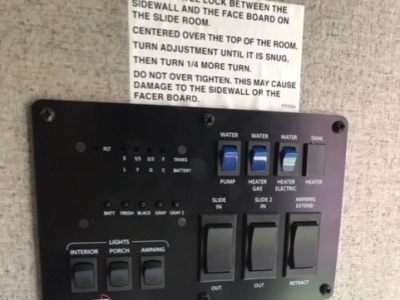 LOCK BETWEEN THE
SIDEWALL AND THE FACE BOARD ON
THE SLIDE ROOM.
CENTERED OVER THE TOP OF THE ROOM.
TURN ADJUSTMENT UNTIL IT IS SNUG,
THEN TURN 1/4 MORE TURN.
DO NOT OVER TIGHTEN. THIS MAY CAUSE
DAMAGE TO THE SIDEWALL OR THE
FACER BOARD.
WATER WATER WATER TANK
E 1/3 2/3 F TANKS
L F G C BATTERY
PUMP HEATER GAS HEATER ELECTRIC HEATER
BATT FRESH BLACK GRAY GRAY 2
SLIDE IN SLIDE 2 IN AWNING EXTEND
LIGHTS
INTERIOR PORCH AWNING
OUT OUT RETRACT